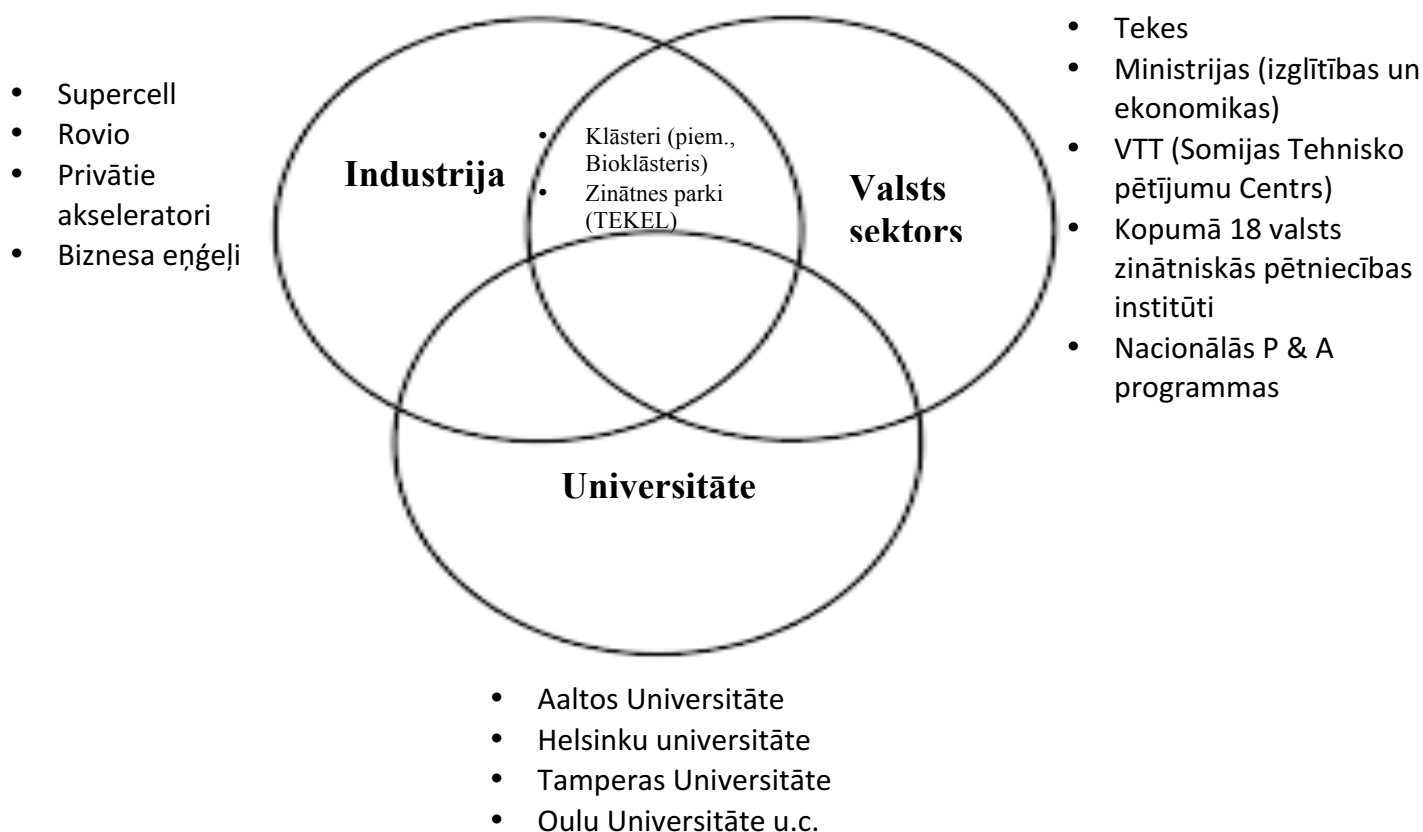 • Supercell
• Rovio
• Privātie
akseleratori
• Biznesa eņģeļi
Industrija
• Klāsteri (piem.,
Bioklāsteris)
• Zinātnes parki
(TEKEL)
Valsts
sektors
• Tekes
• Ministrijas (izglītības un
ekonomikas)
• VTT (Somijas Tehnisko
pētījumu Centrs)
• Kopumā 18 valsts
zinātniskās pētniecības
institūti
• Nacionālās P & A
programmas
Universitāte
• Aaltos Universitāte
• Helsinku universitāte
• Tamperas Universitāte
• Oulu Universitāte u.c.